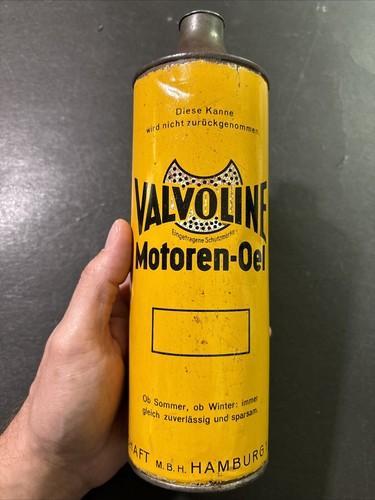 Diese Kanne
wird nicht zurückgenommen
VALVOLINE
Eingetragene Schutzmarke
Motoren-Oel
Ob Sommer, ob Winter: immer
gleich zuverlässig und sparsam.
HAFT M.B.H. HAMBURG